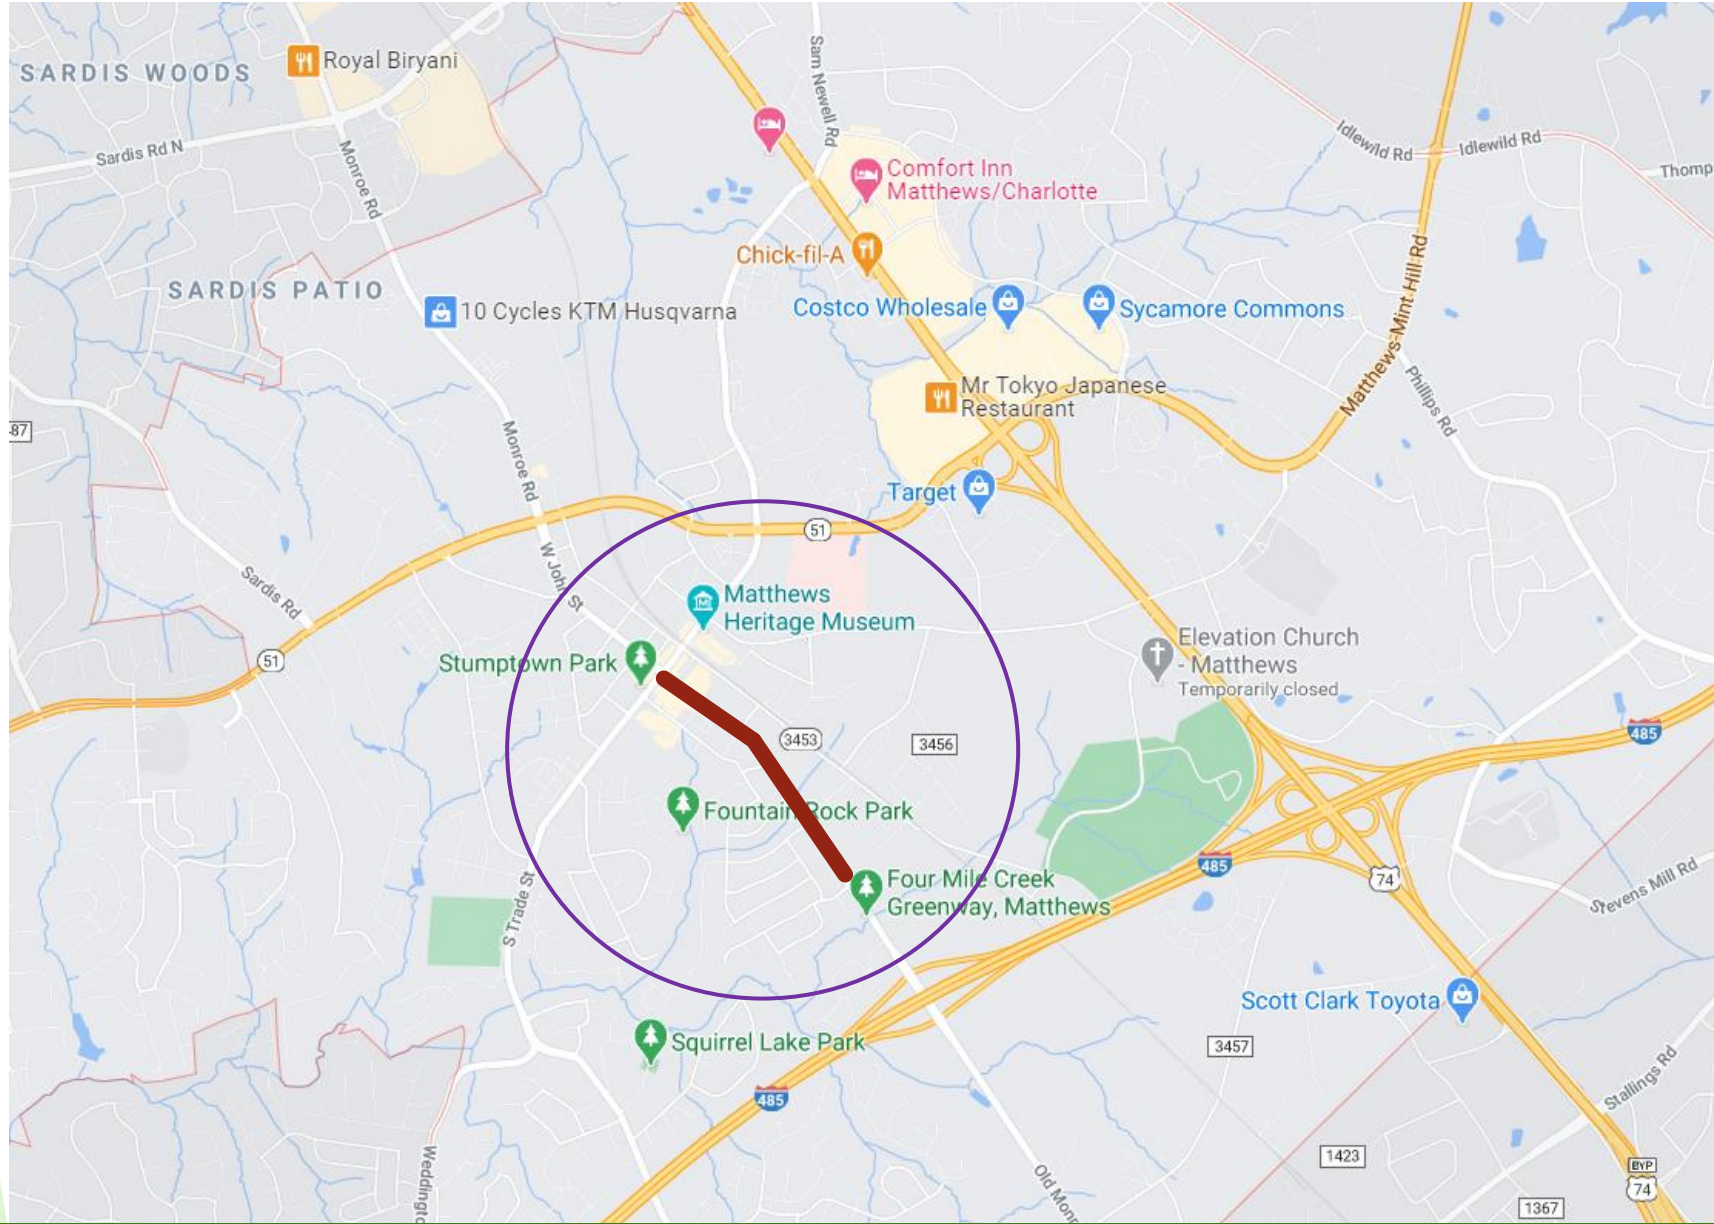 Royal Biryani
SARDIS WOODS
Sam Newell Rd
Sardis Rd N
Monroe Rd
Idlewild Rd
Idlewild Rd
Thomp
Comfort Inn
Matthews/Charlotte
Chick-fil-A
SARDIS PATIO
10 Cycles KTM Husqvarna
Costco Wholesale
Sycamore Commons
Matthews-Mint Hill Rd
Mr Tokyo Japanese
Restaurant
Phillips Rd
87
Monroe Rd
Target
51
W John St
Sardis Rd
Matthews
Heritage Museum
Elevation Church
- Matthews
Temporarily closed
Stumptown Park
51
3453
3456
485
Fountain Rock Park
485
74
Four Mile Creek
Greenway, Matthews
Stevens Mill Rd
S Trade St
Scott Clark Toyota
Squirrel Lake Park
3457
485
Stallings Rd
Weddingto
Old Monr
1423
BYP
74
1367